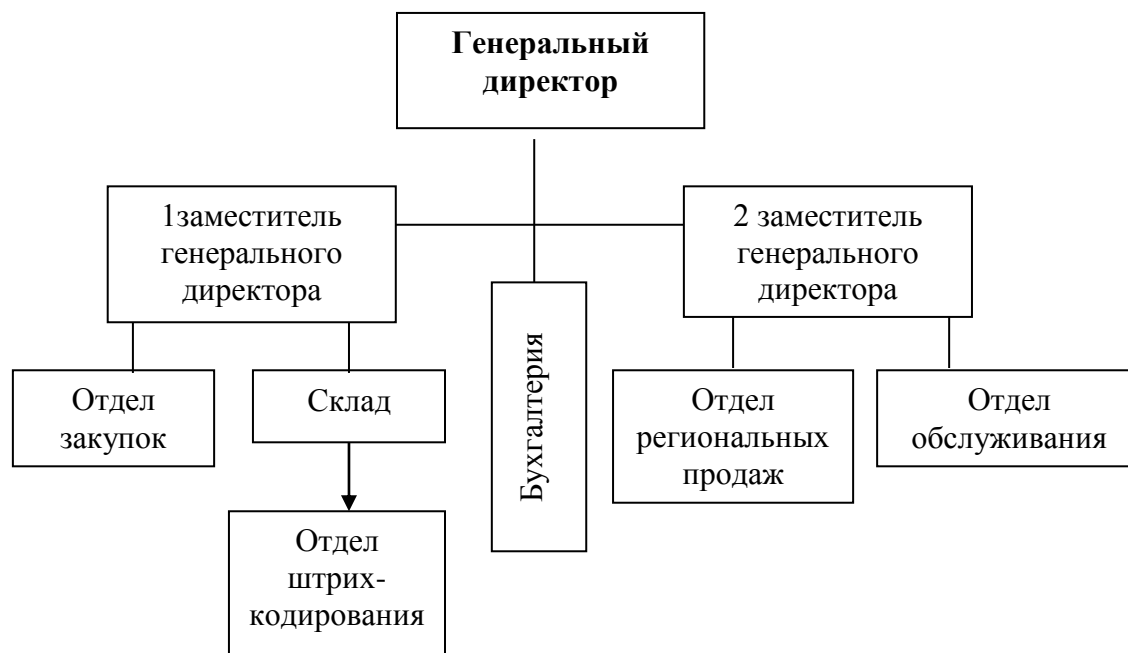 Генеральный
директор
1заместитель
генерального
директора
2 заместитель
генерального
директора
Бухгалтерия
Отдел
закупок
Склад
Отдел
региональных
продаж
Отдел
обслуживания
Отдел
штрих-
кодирования